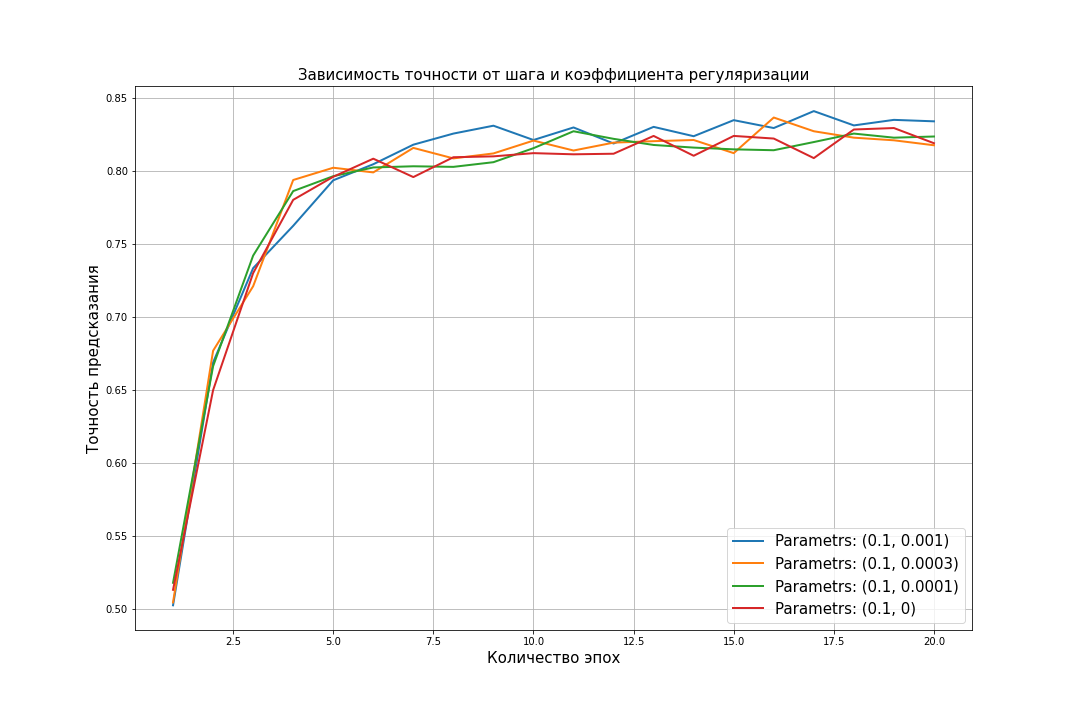 Зависимость точности от шага и коэффициента регуляризации
0.85
0.80
0.75
0.70
0.65
0.60
0.55
0.50
Точность предсказания
2.5 5.0 7.5 10.0 12.5 15.0 17.5 20.0
Количество эпох
Parametrs: (0.1, 0.001)
Parametrs: (0.1, 0.0003)
Parametrs: (0.1, 0.0001)
Parametrs: (0.1, 0)